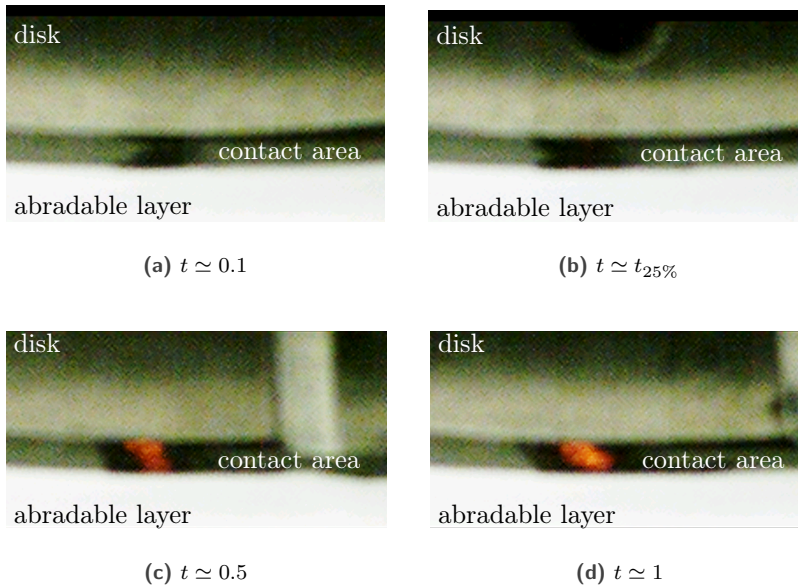 disk
contact area
abradable layer
(a) t ≃ 0.1
disk
contact area
abradable layer
(b) t ≃ t25%
disk
contact area
abradable layer
(c) t ≃ 0.5
disk
contact area
abradable layer
(d) t ≃ 1